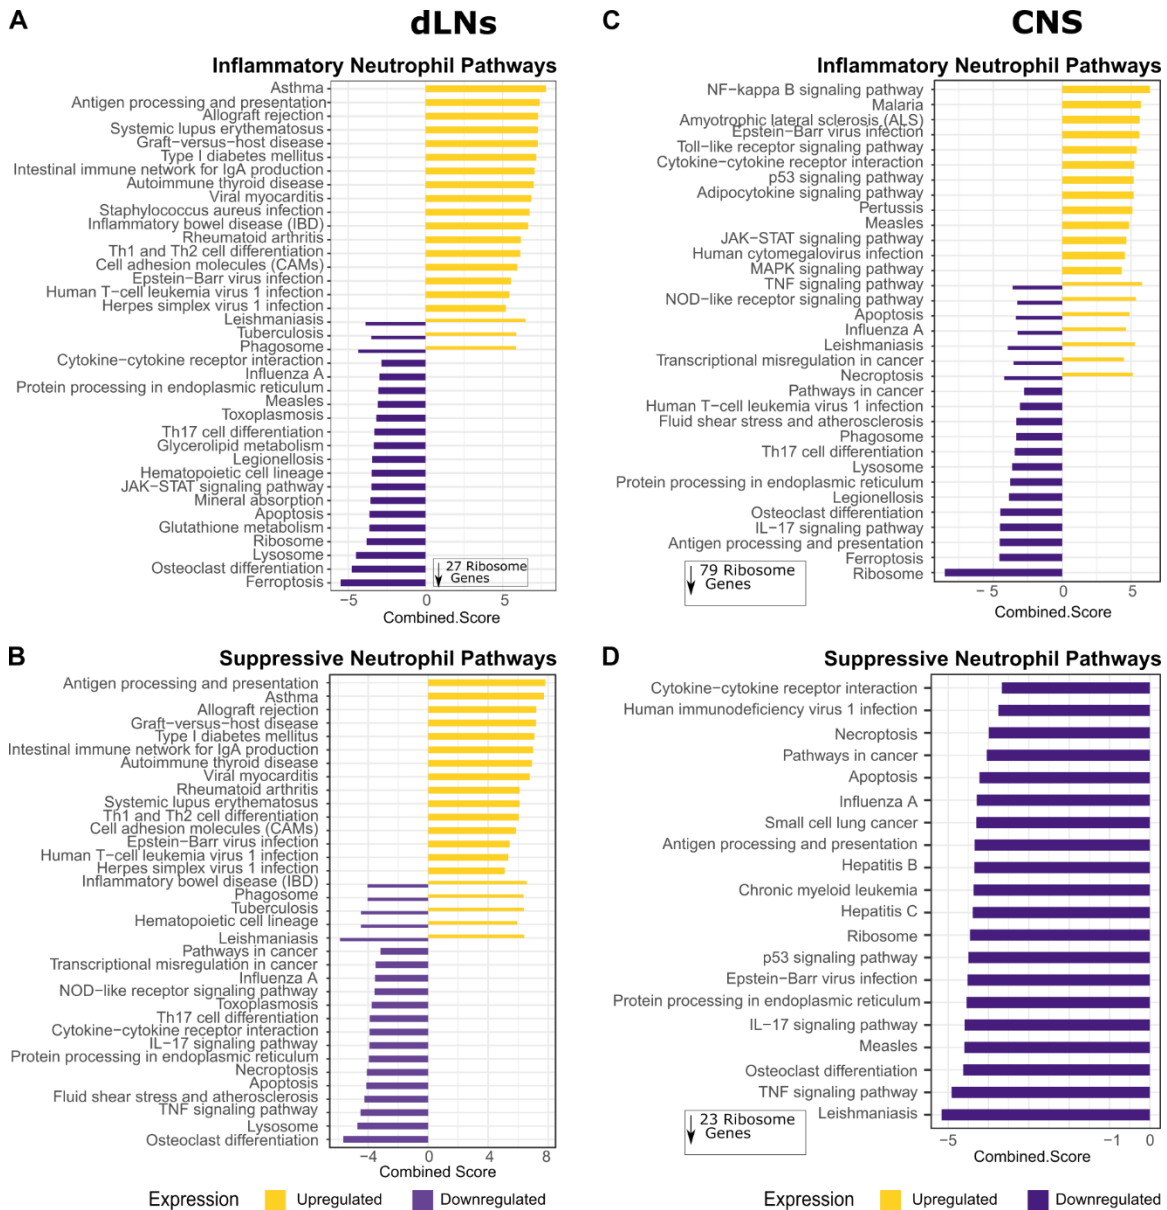 A
dLNs
Inflammatory Neutrophil Pathways
Asthma
Antigen processing and presentation
Allograft rejection
Systemic lupus erythematosus
Graft−versus−host disease
Type I diabetes mellitus
Intestinal immune network for IgA production
Autoimmune thyroid disease
Viral myocarditis
Staphylococcus aureus infection
Inflammatory bowel disease (IBD)
Rheumatoid arthritis
Th1 and Th2 cell differentiation
Cell adhesion molecules (CAMs)
Epstein−Barr virus infection
Human T−cell leukemia virus 1 infection
Herpes simplex virus 1 infection
Leishmaniasis
Tuberculosis
Phagosome
Cytokine−cytokine receptor interaction
Influenza A
Protein processing in endoplasmic reticulum
Measles
Toxoplasmosis
Th17 cell differentiation
Glycerolipid metabolism
Legionellosis
Hematopoietic cell lineage
JAK−STAT signaling pathway
Mineral absorption
Apoptosis
Glutathione metabolism
Ribosome
Lysosome
Osteoclast differentiation
Ferroptosis
27 Ribosome
Genes
−5 0 5
Combined.Score
B
Suppressive Neutrophil Pathways
Antigen processing and presentation
Asthma
Allograft rejection
Graft−versus−host disease
Type I diabetes mellitus
Intestinal immune network for IgA production
Autoimmune thyroid disease
Viral myocarditis
Rheumatoid arthritis
Systemic lupus erythematosus
Th1 and Th2 cell differentiation
Cell adhesion molecules (CAMs)
Epstein−Barr virus infection
Human T−cell leukemia virus 1 infection
Herpes simplex virus 1 infection
Inflammatory bowel disease (IBD)
Phagosome
Tuberculosis
Hematopoietic cell lineage
Leishmaniasis
Pathways in cancer
Transcriptional misregulation in cancer
Influenza A
NOD−like receptor signaling pathway
Toxoplasmosis
Th17 cell differentiation
Cytokine−cytokine receptor interaction
IL−17 signaling pathway
Protein processing in endoplasmic reticulum
Necroptosis
Apoptosis
Fluid shear stress and atherosclerosis
TNF signaling pathway
Lysosome
Osteoclast differentiation
−4 0 4 8
Combined Score
Expression Upregulated Downregulated
C
CNS
Inflammatory Neutrophil Pathways
NF−kappa B signaling pathway
Malaria
Amyotrophic lateral sclerosis (ALS)
Epstein−Barr virus infection
Toll−like receptor signaling pathway
Cytokine−cytokine receptor interaction
p53 signaling pathway
Adipocytokine signaling pathway
Pertussis
Measles
JAK−STAT signaling pathway
Human cytomegalovirus infection
MAPK signaling pathway
TNF signaling pathway
NOD−like receptor signaling pathway
Apoptosis
Influenza A
Leishmaniasis
Transcriptional misregulation in cancer
Necroptosis
Pathways in cancer
Human T−cell leukemia virus 1 infection
Fluid shear stress and atherosclerosis
Phagosome
Th17 cell differentiation
Lysosome
Protein processing in endoplasmic reticulum
Legionellosis
Osteoclast differentiation
IL−17 signaling pathway
Antigen processing and presentation
Ferroptosis
Ribosome
79 Ribosome
Genes
−5 0 5
Combined.Score
D
Suppressive Neutrophil Pathways
Cytokine−cytokine receptor interaction
Human immunodeficiency virus 1 infection
Necroptosis
Pathways in cancer
Apoptosis
Influenza A
Small cell lung cancer
Antigen processing and presentation
Hepatitis B
Chronic myeloid leukemia
Hepatitis C
Ribosome
p53 signaling pathway
Epstein−Barr virus infection
Protein processing in endoplasmic reticulum
IL−17 signaling pathway
Measles
Osteoclast differentiation
TNF signaling pathway
Leishmaniasis
23 Ribosome
Genes
−5 −1 0
Combined.Score
Expression Upregulated Downregulated